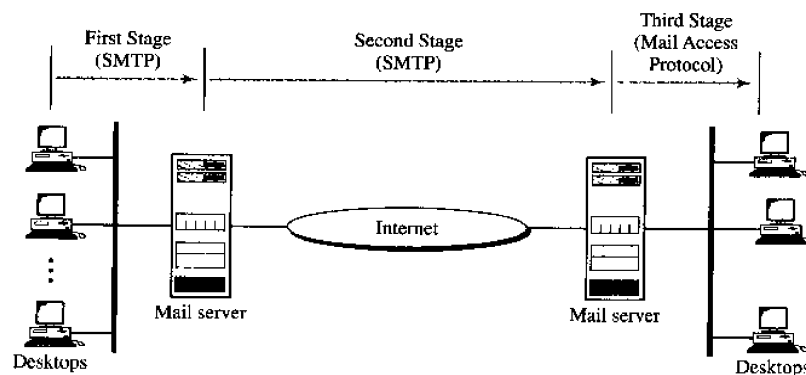 First Stage
(SMTP)
Second Stage
(SMTP)
Third Stage
(Mail Access
Protocol)
Internet
Mail server
Mail server
Desktops
Desktops